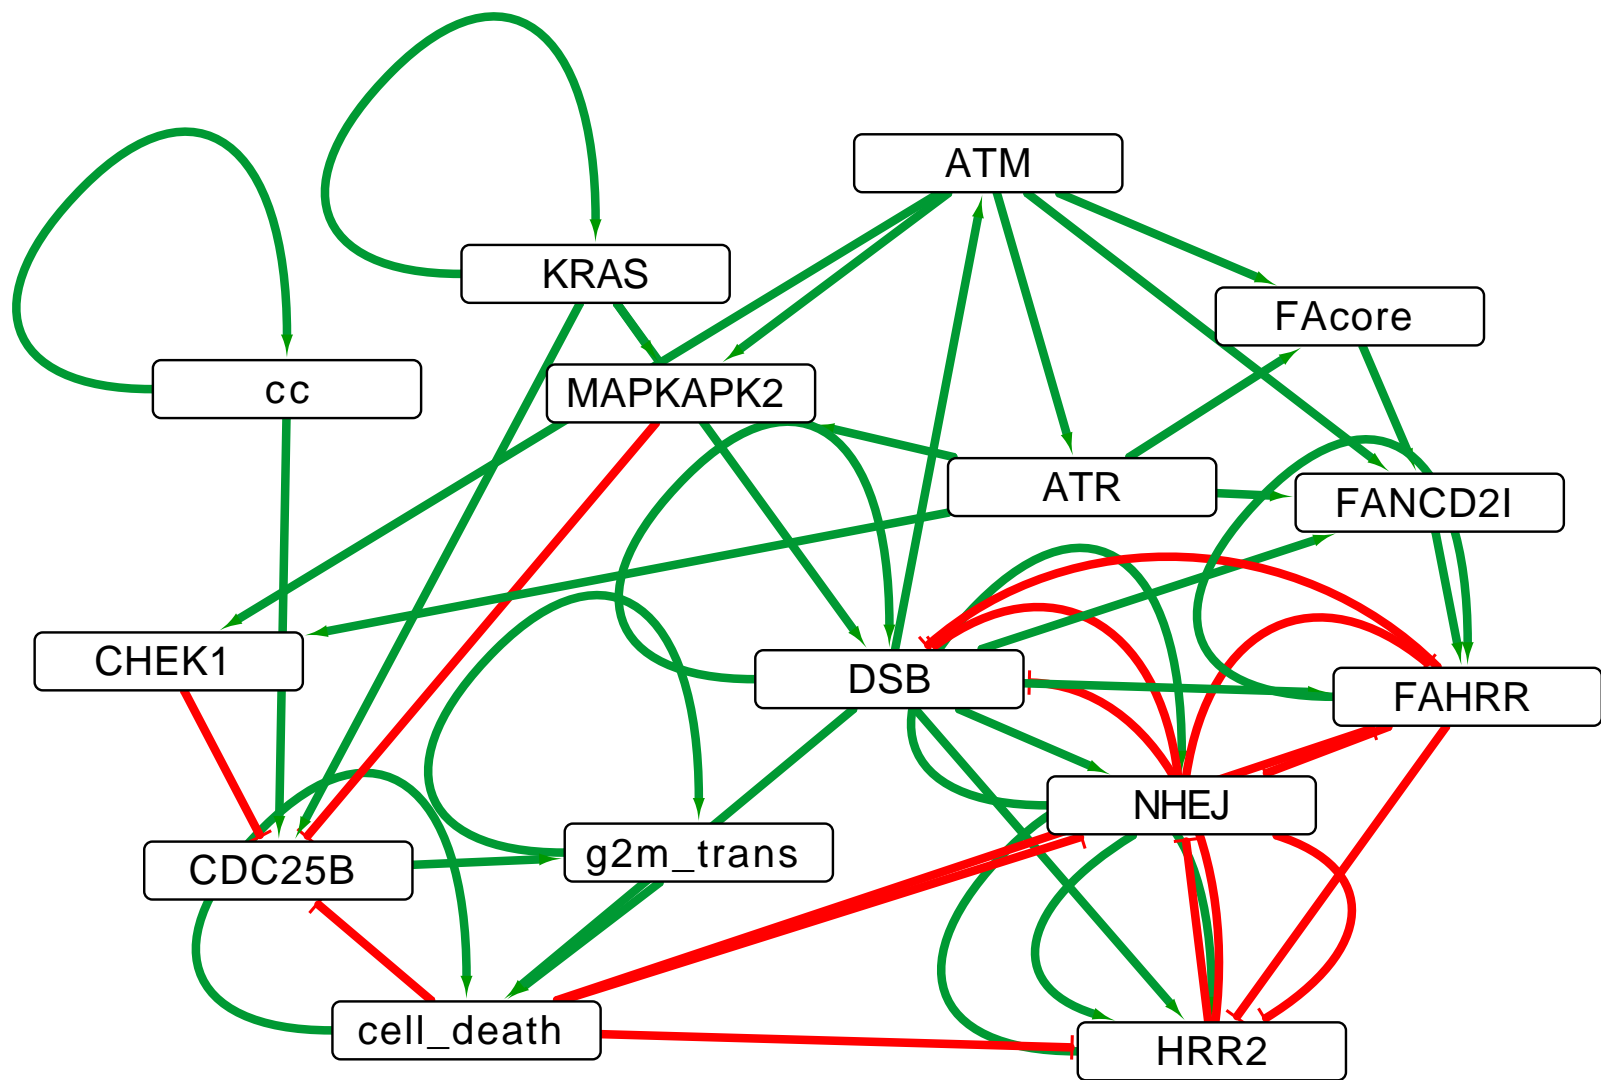 ATM
KRAS
FAcore
cc
MAPKAPK2
ATR
FANCD2I
CHEK1
DSB
FAHRR
NHEJ
g2m_trans
CDC25B
cell_death
HRR2